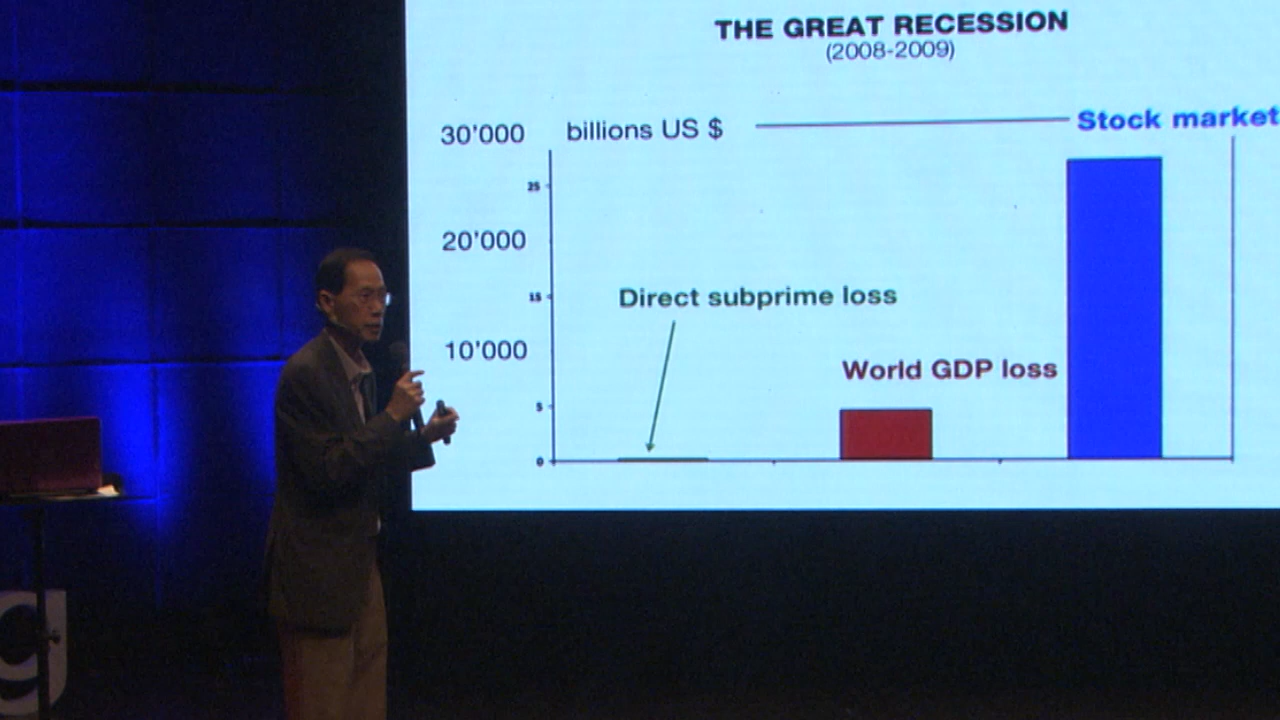 THE GREAT RECESSION
(2008-2009)
30'000 billions US $ Stock market
25
20'000
15
Direct subprime loss
10'000
World GDP loss
5
0
g